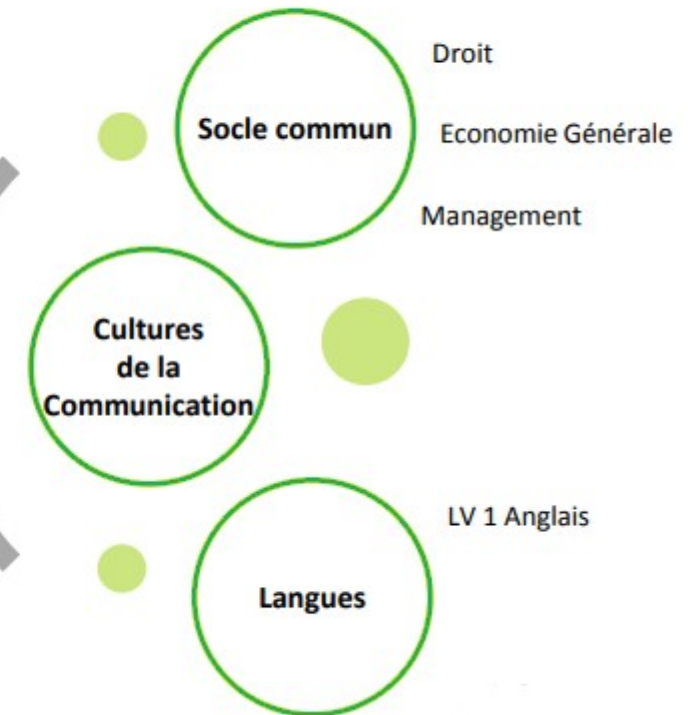 Droit
Socle commun
Economie Générale
Management
Cultures
de la
Communication
LV 1 Anglais
Langues